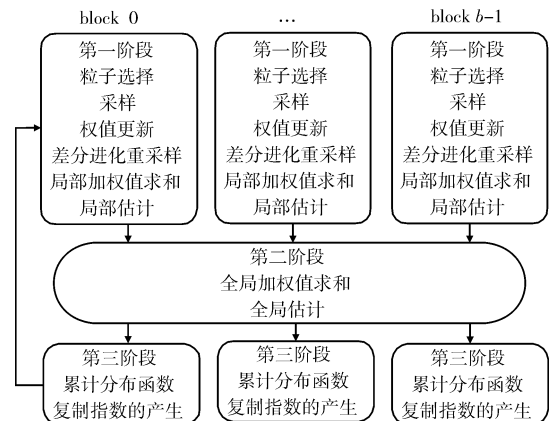 block 0
…
block b−1
第一阶段
粒子选择
采样
权值更新
差分进化重采样
局部加权值求和
局部估计
第一阶段
粒子选择
采样
权值更新
差分进化重采样
局部加权值求和
局部估计
第一阶段
粒子选择
采样
权值更新
差分进化重采样
局部加权值求和
局部估计
第二阶段
全局加权值求和
全局估计
第三阶段
累计分布函数
复制指数的产生
第三阶段
累计分布函数
复制指数的产生
第三阶段
累计分布函数
复制指数的产生